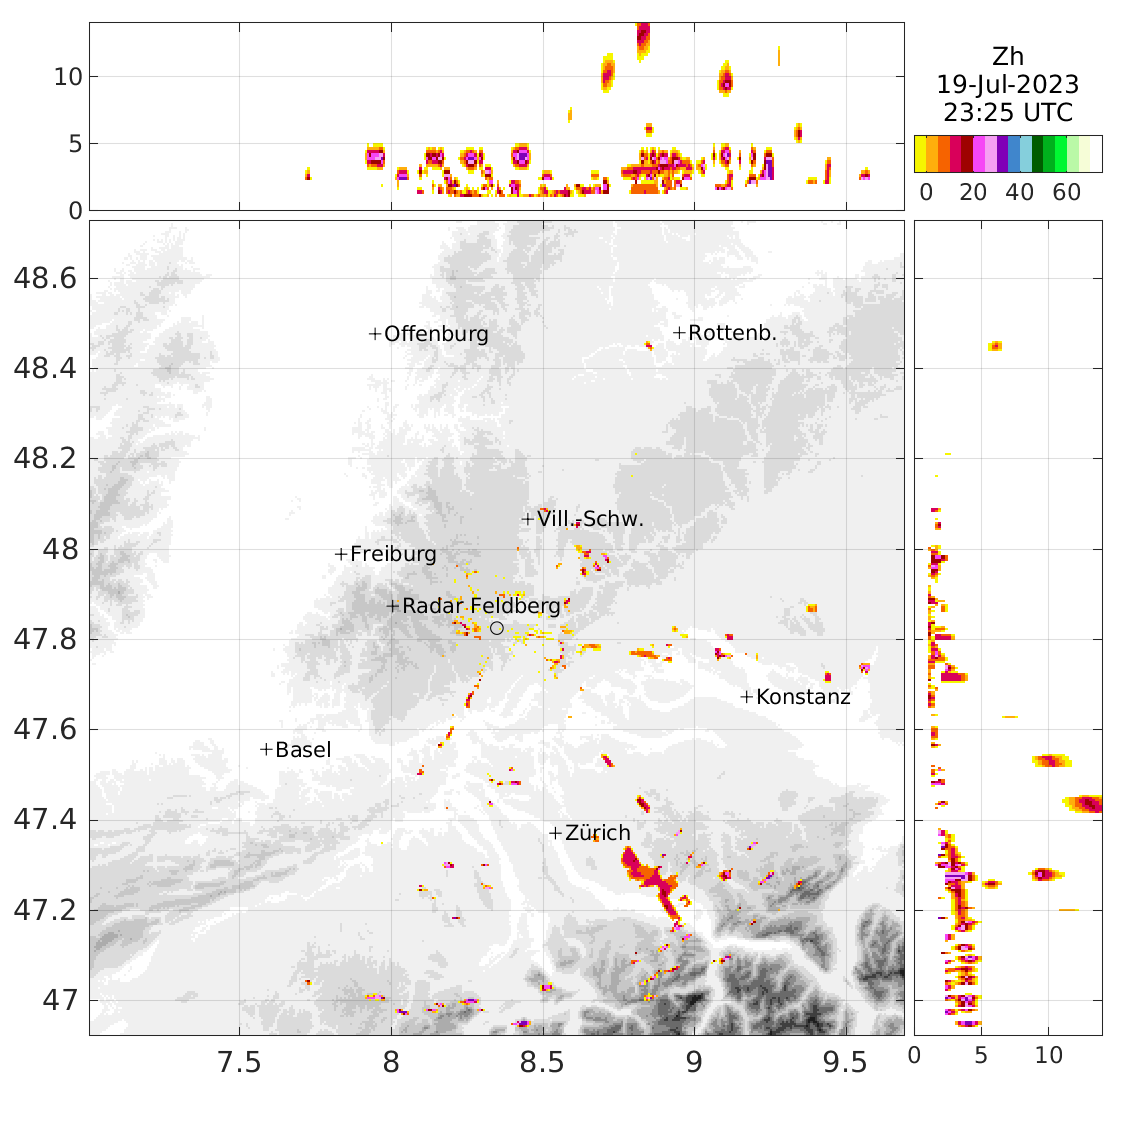 10
5
0
Zh
19-Jul-2023
23:25 UTC
0 20 40 60
48.6
48.4
48.2
48
47.8
47.6
47.4
47.2
47
+Offenburg
+Rottenb.
+Vill.-Schw.
+Freiburg
+Radar Feldberg
+Konstanz
+Basel
+Zürich
7.5 8 8.5 9 9.5
0 5 10